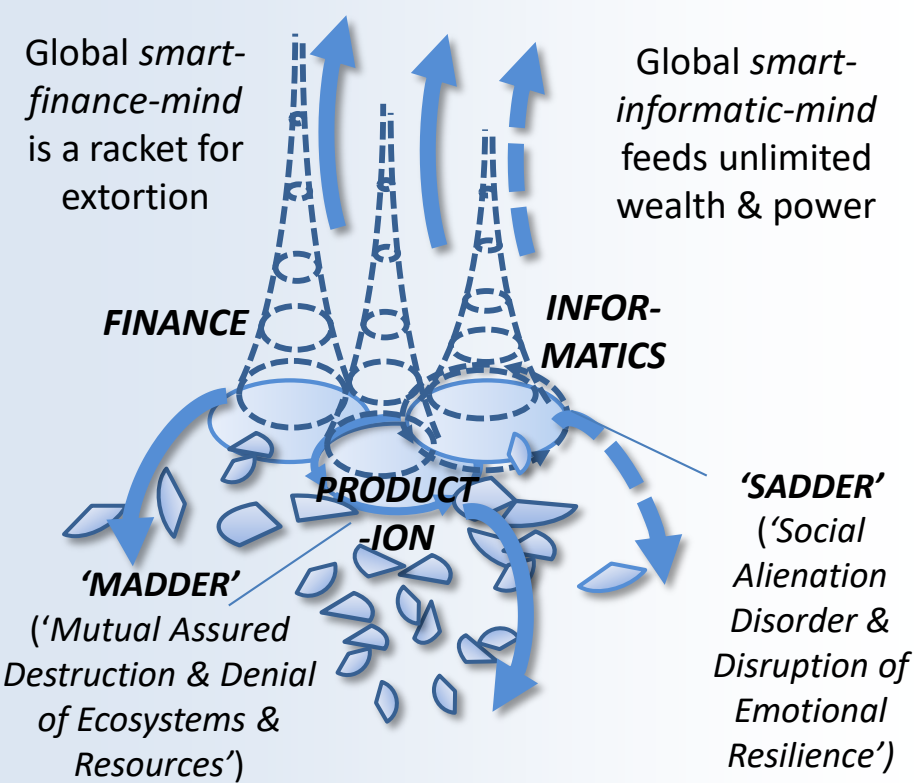 Global smart-
finance-mind
is a racket for
extortion
Global smart-
informatic-mind
feeds unlimited
wealth & power
FINANCE
INFOR-
MATICS
PRODUCT
-ION
‘MADDER’
(‘Mutual Assured
Destruction & Denial
of Ecosystems &
Resources’)
‘SADDER’
(‘Social
Alienation
Disorder &
Disruption of
Emotional
Resilience’)